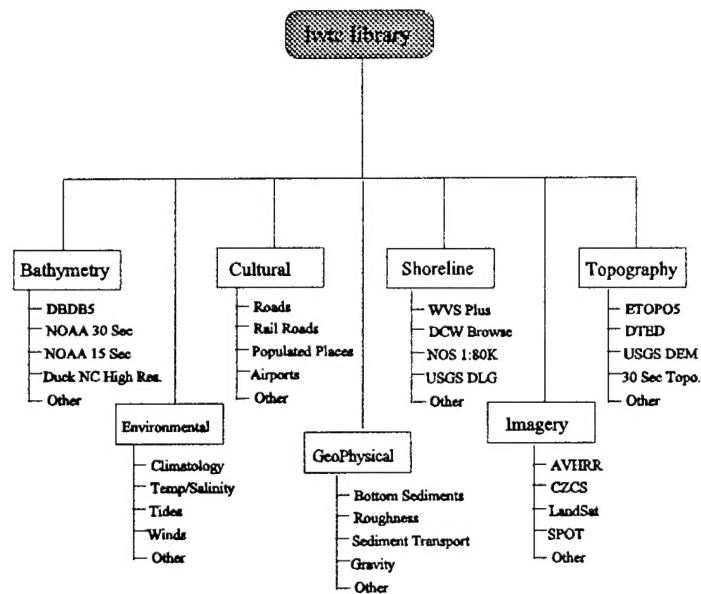 lwtc library
Bathymetry
DBDB5
NOAA 30 Sec
NOAA 15 Sec
Duck NC High Res.
Other
Environmental
Climatology
Temp/Salinity
Tides
Winds
Other
Cultural
Roads
Rail Roads
Populated Places
Airports
Other
GeoPhysical
Bottom Sediments
Roughness
Sediment Transport
Gravity
Other
Shoreline
WVS Plus
DCW Browse
NOS 1:80K
USGS DLG
Other
Imagery
AVHRR
CZCS
LandSat
SPOT
Other
Topography
ETOPO5
DTED
USGS DEM
30 Sec Topo.
Other